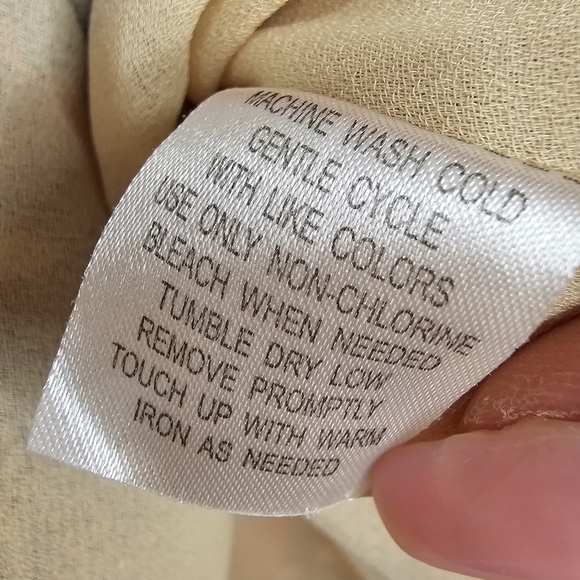 MACHINE WASH COLD
GENTLE CYCLE
WITH LIKE COLORS
USE ONLY NON-CHLORINE
BLEACH WHEN NEEDED
TUMBLE DRY LOW
REMOVE PROMPTLY
TOUCH UP WITH WARM
IRON AS NEEDED